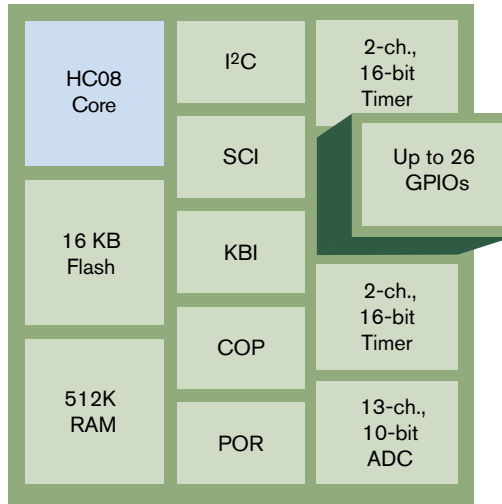 HC08
Core
16 KB
Flash
512K
RAM
I²C
SCI
KBI
COP
POR
2-ch.,
16-bit
Timer
Up to 26
GPIOs
2-ch.,
16-bit
Timer
13-ch.,
10-bit
ADC